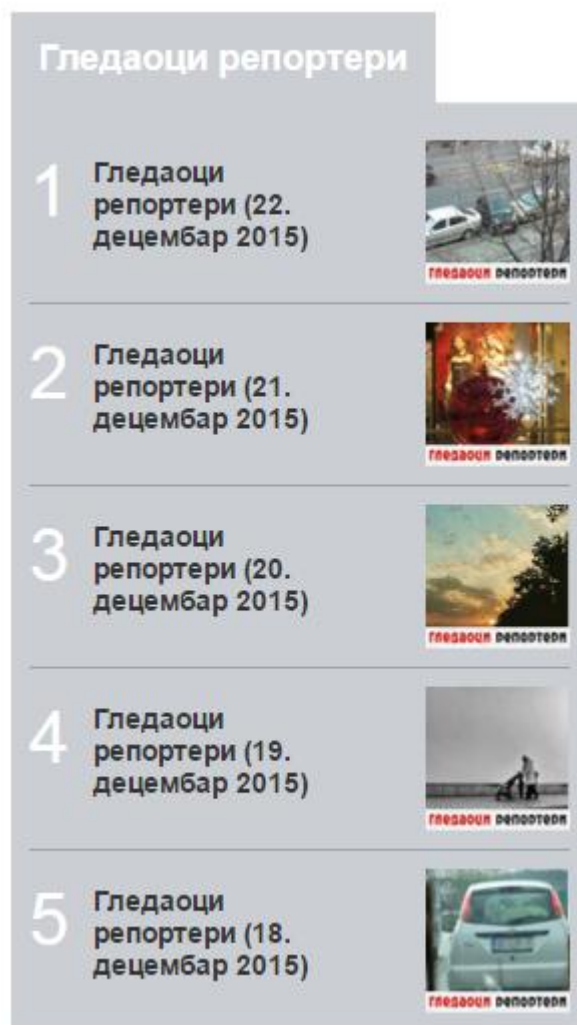 Гледаоци репортери
1
Гледаоци
репортери (22.
децембар 2015)
гледаоци репортери
2
Гледаоци
репортери (21.
децембар 2015)
гледаоци репортери
3
Гледаоци
репортери (20.
децембар 2015)
гледаоци репортери
4
Гледаоци
репортери (19.
децембар 2015)
гледаоци репортери
5
Гледаоци
репортери (18.
децембар 2015)
гледаоци репортери